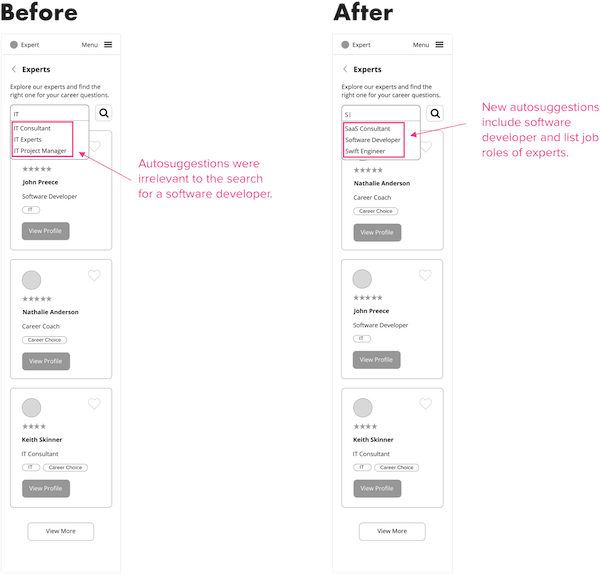 Before
Expert
Menu
Experts
Explore our experts and find the
right one for your career questions.
IT
IT Consultant
IT Experts
IT Project Manager
Autosuggestions were
irrelevant to the search
for a software developer.
John Preece
Software Developer
IT
View Profile
Nathalie Anderson
Career Coach
Career Choice
View Profile
Keith Skinner
IT Consultant
IT
Career Choice
View Profile
View More
After
Expert
Menu
Experts
Explore our experts and find the
right one for your career questions.
S
SaaS Consultant
Software Developer
Swift Engineer
New autosuggestions
include software
developer and list job
roles of experts.
Nathalie Anderson
Career Coach
Career Choice
View Profile
John Preece
Software Developer
IT
View Profile
Keith Skinner
IT Consultant
IT
Career Choice
View Profile
View More